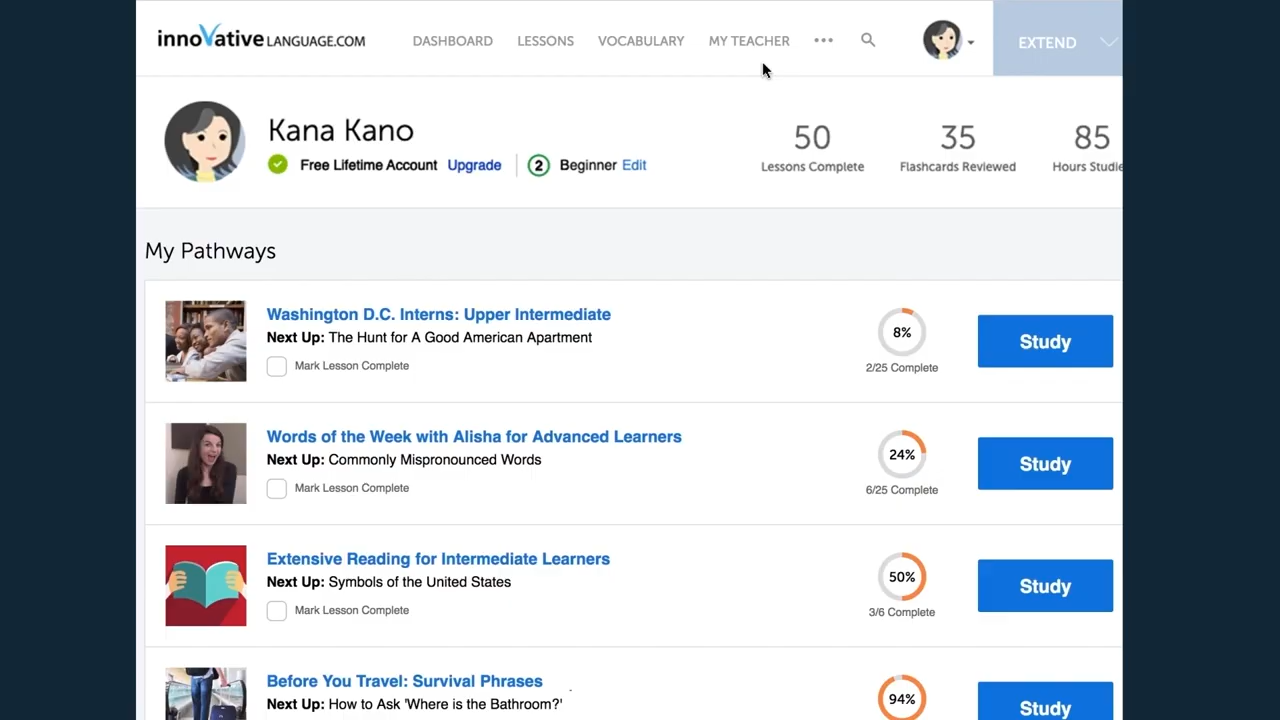 innoVative LANGUAGE.COM
DASHBOARD LESSONS VOCABULARY MY TEACHER EXTEND
Kana Kano
Free Lifetime Account Upgrade 2 Beginner Edit
50 35 85
Lessons Complete Flashcards Reviewed Hours Studie
My Pathways
Washington D.C. Interns: Upper Intermediate
Next Up: The Hunt for A Good American Apartment
Mark Lesson Complete
8%
2/25 Complete
Study
Words of the Week with Alisha for Advanced Learners
Next Up: Commonly Mispronounced Words
Mark Lesson Complete
24%
6/25 Complete
Study
Extensive Reading for Intermediate Learners
Next Up: Symbols of the United States
Mark Lesson Complete
50%
3/6 Complete
Study
Before You Travel: Survival Phrases
Next Up: How to Ask 'Where is the Bathroom?'
94%
Study